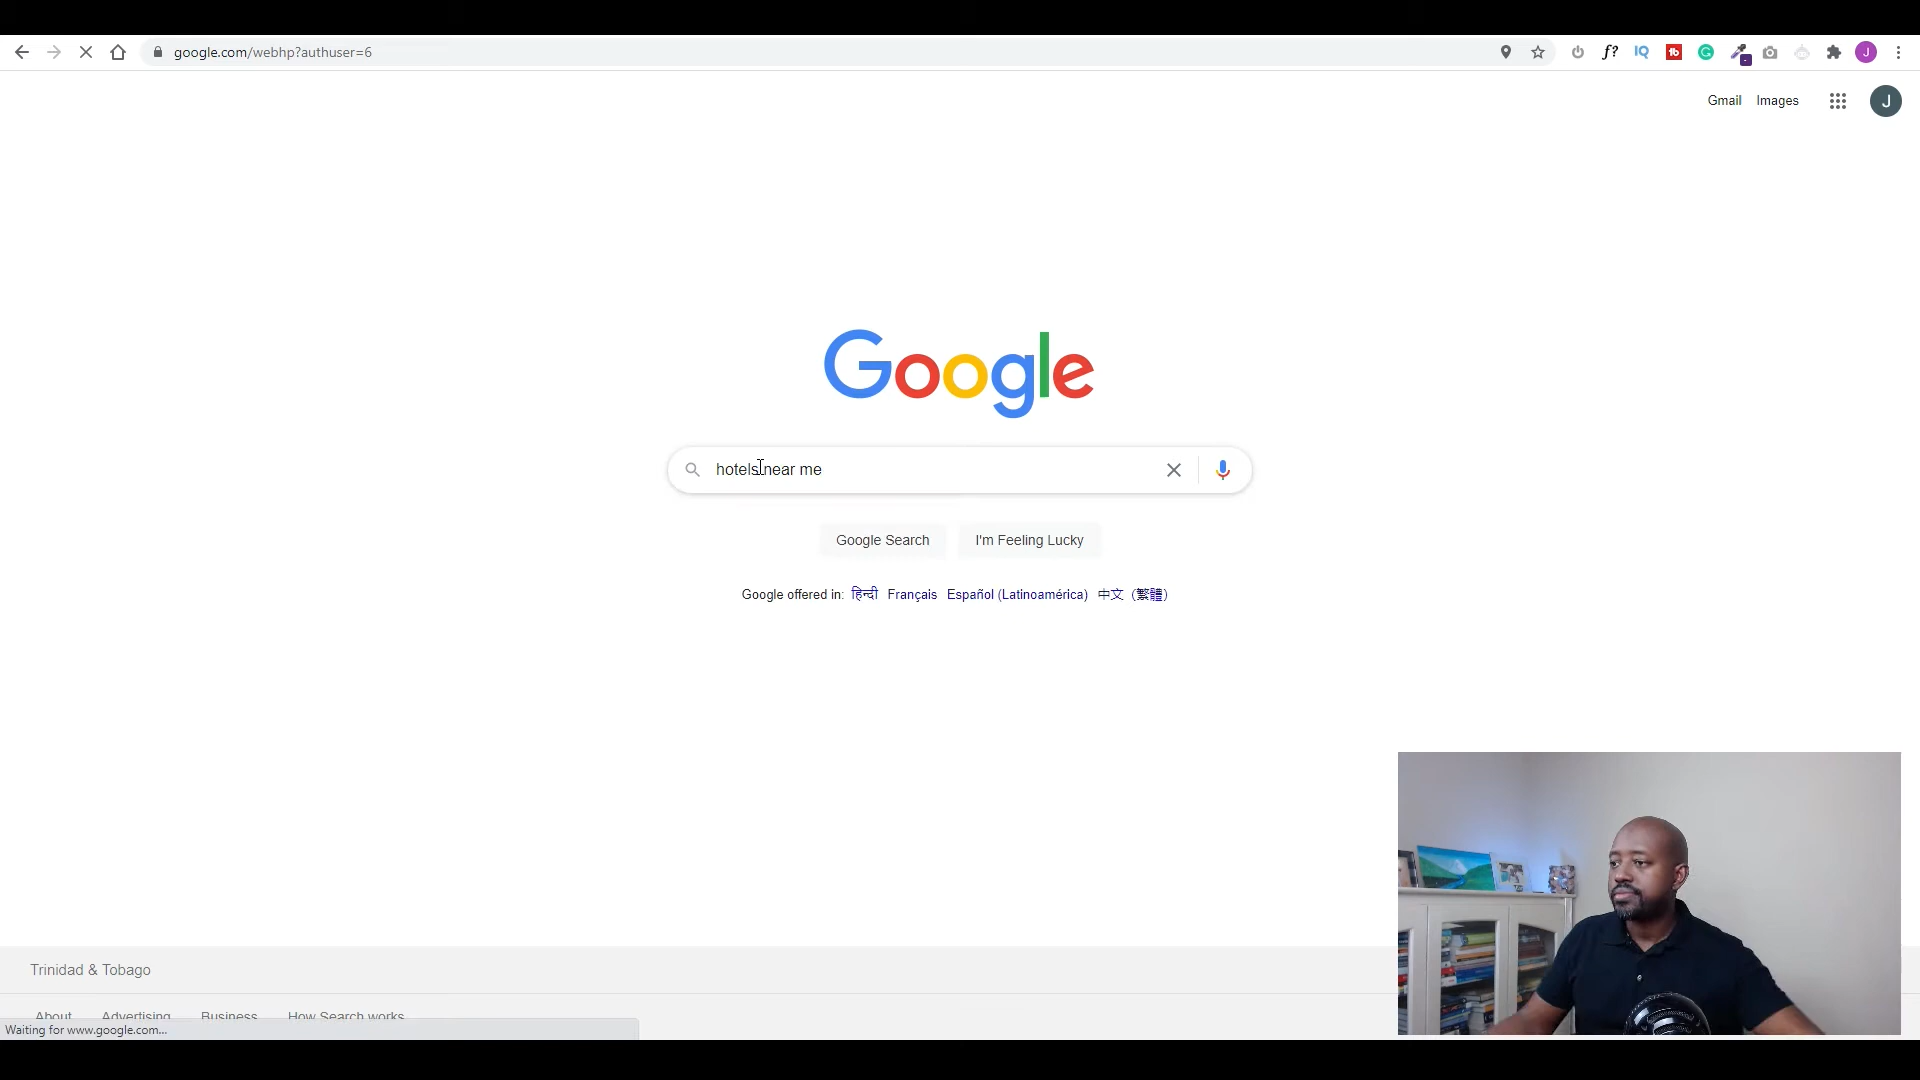 google.com/webhp?authuser=6
f?
IQ
tb
G
J
Gmail Images
J
Google
hotels near me
Google Search
I'm Feeling Lucky
Google offered in: हिन्दी Français Español (Latinoamérica) 中文 (繁體)
Trinidad & Tobago
About Advertising Business How Search works
Waiting for www.google.com...